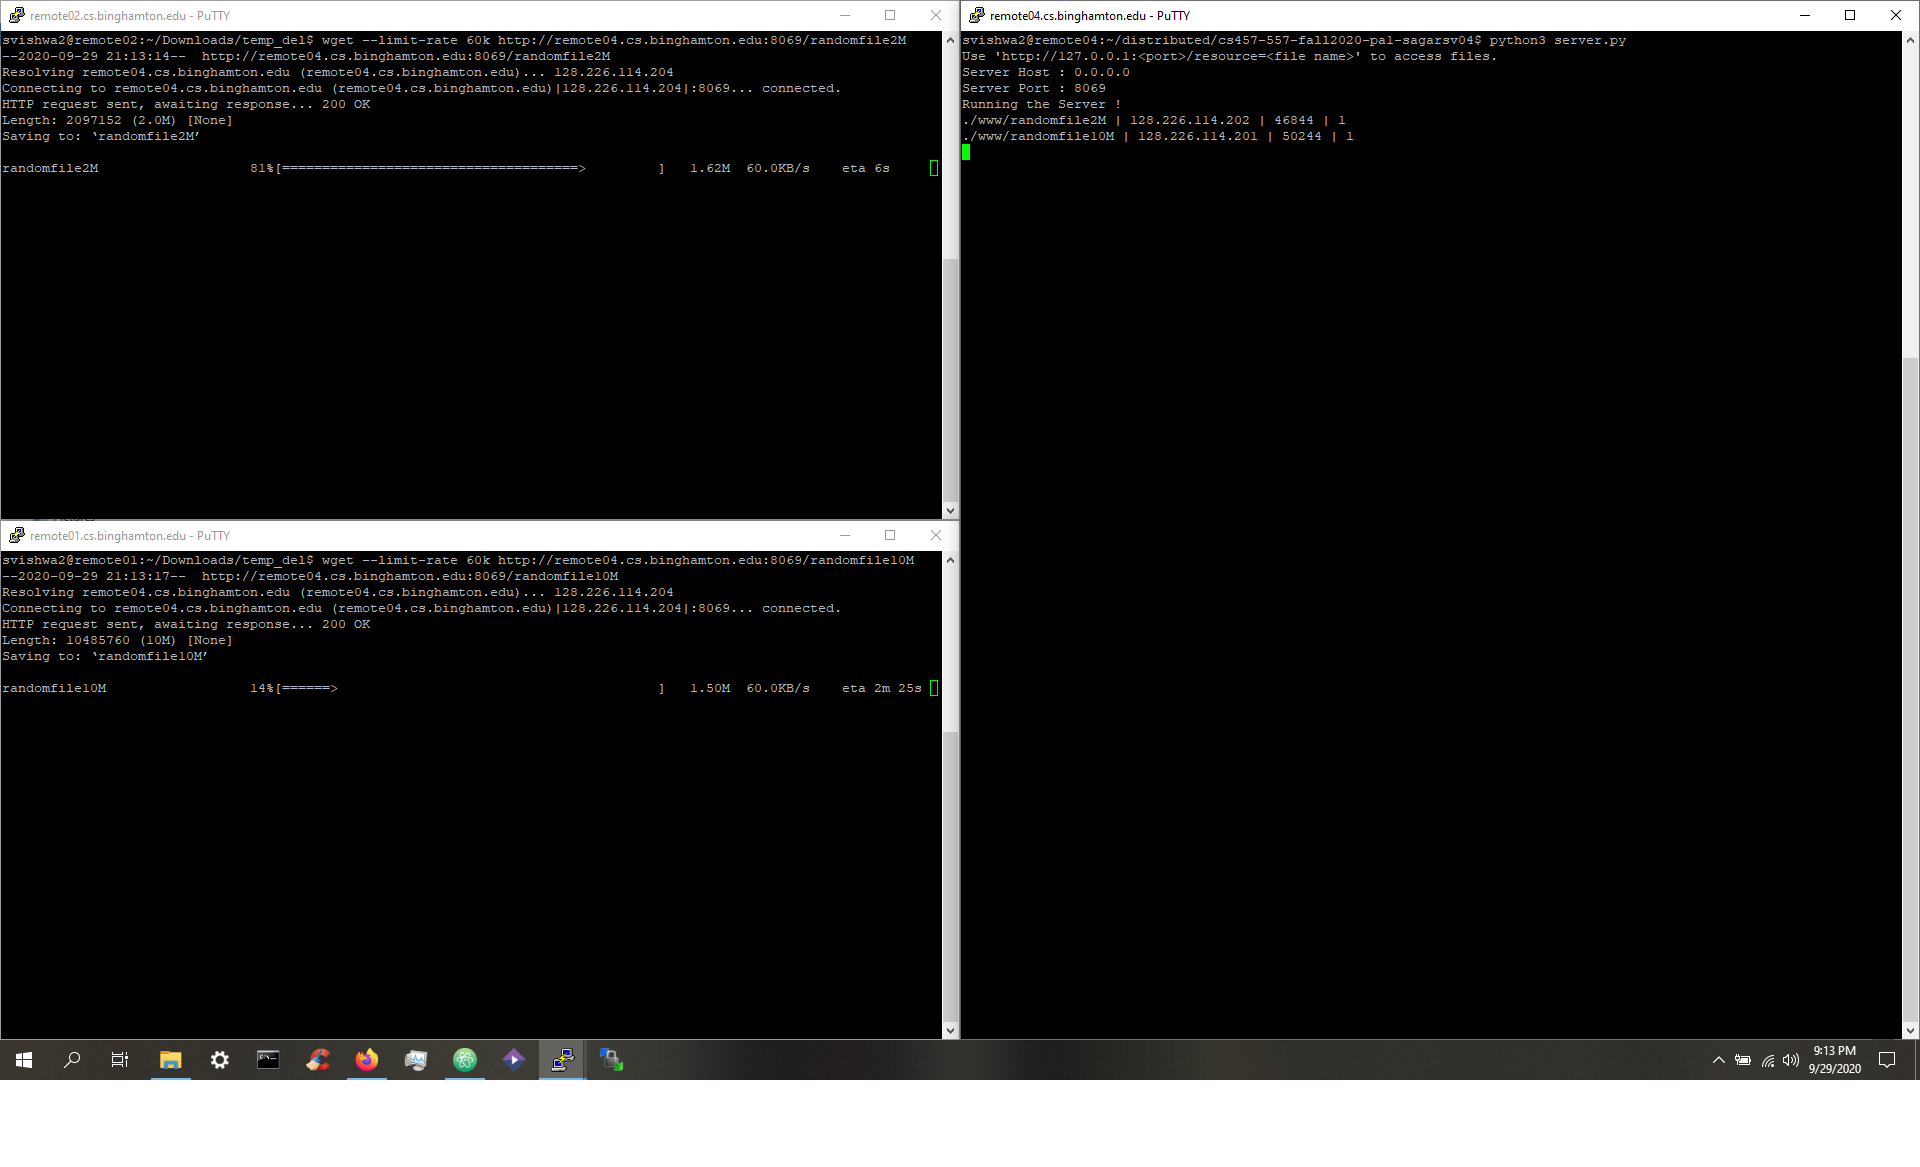 remote02.cs.binghamton.edu - PuTTY
svishwa2@remote02:~/Downloads/temp_del$ wget --limit-rate 60k http://remote04.cs.binghamton.edu:8069/randomfile2M
--2020-09-29 21:13:14--  http://remote04.cs.binghamton.edu:8069/randomfile2M
Resolving remote04.cs.binghamton.edu (remote04.cs.binghamton.edu)... 128.226.114.204
Connecting to remote04.cs.binghamton.edu (remote04.cs.binghamton.edu)|128.226.114.204|:8069... connected.
HTTP request sent, awaiting response... 200 OK
Length: 2097152 (2.0M) [None]
Saving to: ‘randomfile2M’
randomfile2M 81%[=====================================> ] 1.62M 60.0KB/s eta 6s
remote01.cs.binghamton.edu - PuTTY
svishwa2@remote01:~/Downloads/temp_del$ wget --limit-rate 60k http://remote04.cs.binghamton.edu:8069/randomfile10M
--2020-09-29 21:13:17--  http://remote04.cs.binghamton.edu:8069/randomfile10M
Resolving remote04.cs.binghamton.edu (remote04.cs.binghamton.edu)... 128.226.114.204
Connecting to remote04.cs.binghamton.edu (remote04.cs.binghamton.edu)|128.226.114.204|:8069... connected.
HTTP request sent, awaiting response... 200 OK
Length: 10485760 (10M) [None]
Saving to: ‘randomfile10M’
randomfile10M 14%[======> ] 1.50M 60.0KB/s eta 2m 25s
remote04.cs.binghamton.edu - PuTTY
svishwa2@remote04:~/distributed/cs457-557-fall2020-pa1-sagarsv04$ python3 server.py
Use 'http://127.0.0.1:<port>/resource=<file name>' to access files.
Server Host : 0.0.0.0
Server Port : 8069
Running the Server !
./www/randomfile2M | 128.226.114.202 | 46844 | 1
./www/randomfile10M | 128.226.114.201 | 50244 | 1
9:13 PM
9/29/2020